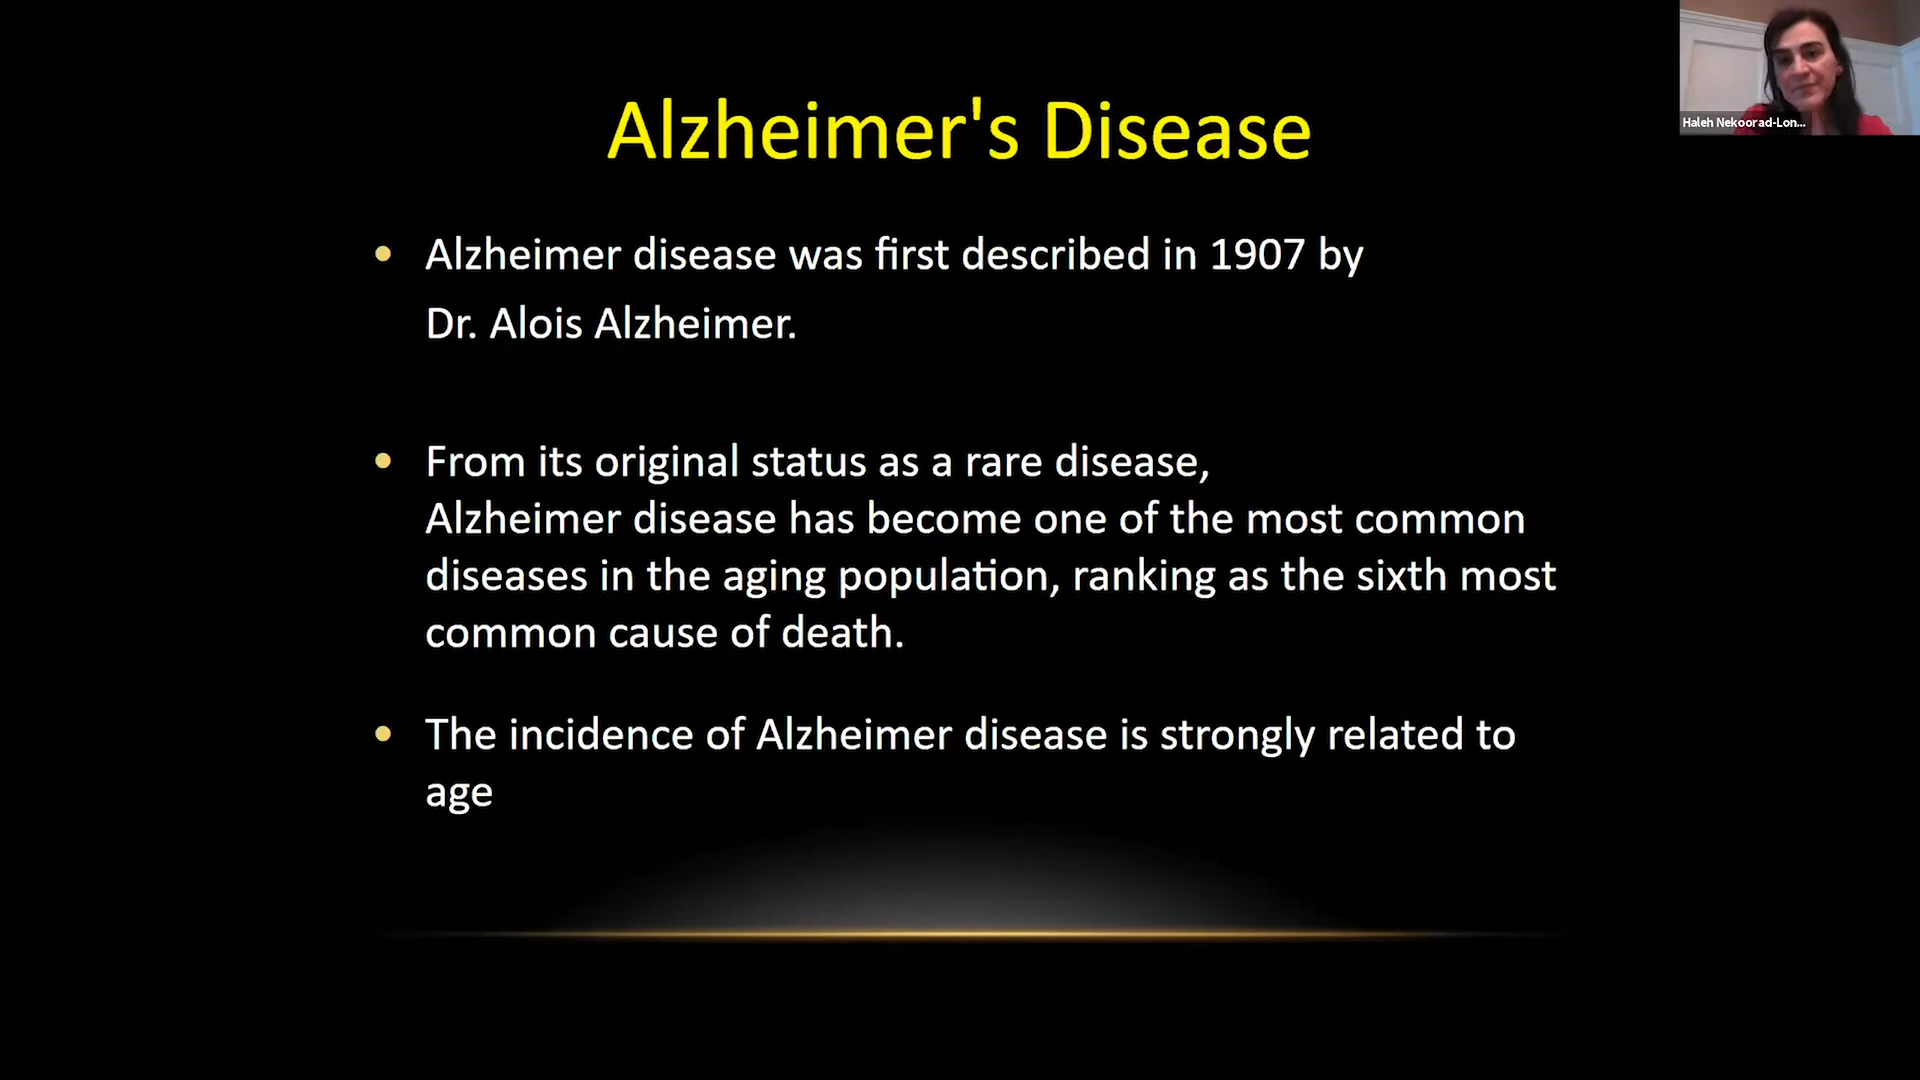 Alzheimer's Disease
Haleh Nekoorad-Lon...
• Alzheimer disease was first described in 1907 by
Dr. Alois Alzheimer.
• From its original status as a rare disease,
Alzheimer disease has become one of the most common
diseases in the aging population, ranking as the sixth most
common cause of death.
• The incidence of Alzheimer disease is strongly related to
age